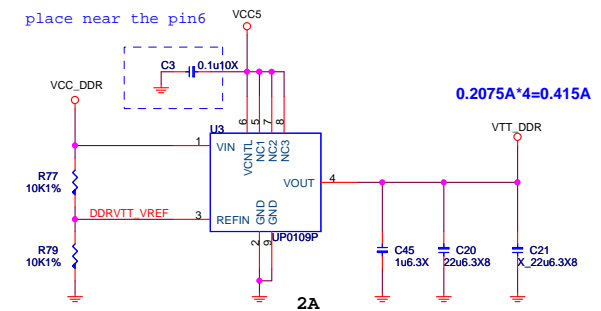 place near the pin6
VCC5
C3
0.1u10X
VCC_DDR
0.2075A*4=0.415A
VTT_DDR
6
5
7
8
U3
1
VIN
VCNTL
NC1
NC2
NC3
R77
10K1%
VOUT
4
DDRVTT_VREF
3
REFIN
GND
GND
UP0109P
2
9
R79
10K1%
C45
1u6.3X
C20
22u6.3X8
C21
X_22u6.3X8
2A